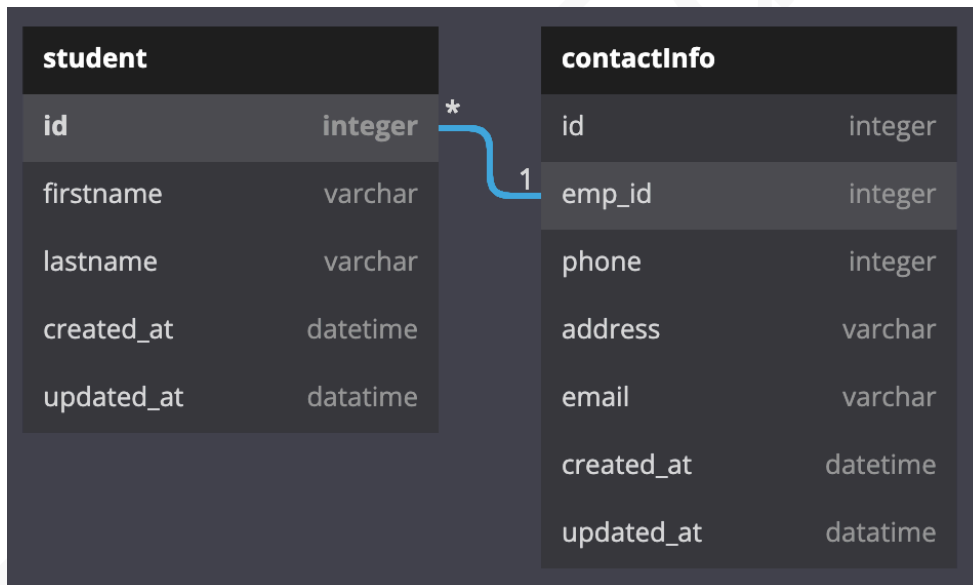 student
id integer
firstname varchar
lastname varchar
created_at datetime
updated_at datatime
*
1
contactInfo
id integer
emp_id integer
phone integer
address varchar
email varchar
created_at datetime
updated_at datatime